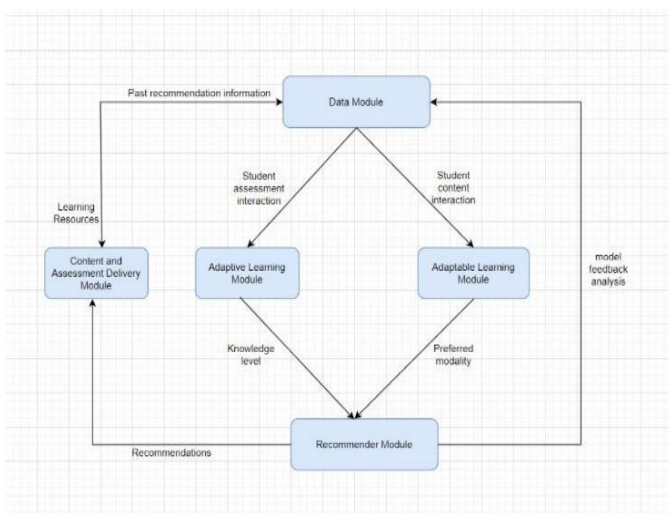 Past recommendation information
Data Module
Student
assessment
interaction
Student
content
interaction
Learning
Resources
Content and
Assessment Delivery
Module
Adaptive Learning
Module
Adaptable Learning
Module
model
feedback
analysis
Knowledge
level
Preferred
modality
Recommender Module
Recommendations